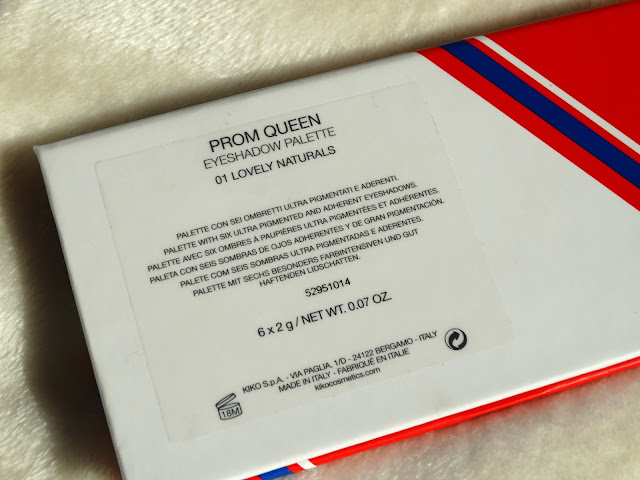 PROM QUEEN
EYESHADOW PALETTE
01 LOVELY NATURALS
PALETTE CON SEI OMBRETTI ULTRA PIGMENTATI E ADERENTI.
PALETTE WITH SIX ULTRA PIGMENTED AND ADHERENT EYESHADOWS.
PALETTE AVEC SIX OMBRES À PAUPIÈRES ULTRA PIGMENTÉES ET ADHÉRENTES.
PALETA CON SEIS SOMBRAS DE OJOS ADHERENTES Y DE GRAN PIGMENTACIÓN.
PALETE COM SEIS SOMBRAS ULTRA PIGMENTADAS E ADERENTES.
PALETTE MIT SECHS BESONDERS FARBINTENSIVEN UND GUT
HAFTENDEN LIDSCHATTEN.
52951014
6 x 2 g / NET WT. 0.07 OZ.
KIKO S.p.A. - VIA PAGLIA, 1/D - 24122 BERGAMO - ITALY
MADE IN ITALY - FABRIQUÉ EN ITALIE
kikocosmetics.com
18M